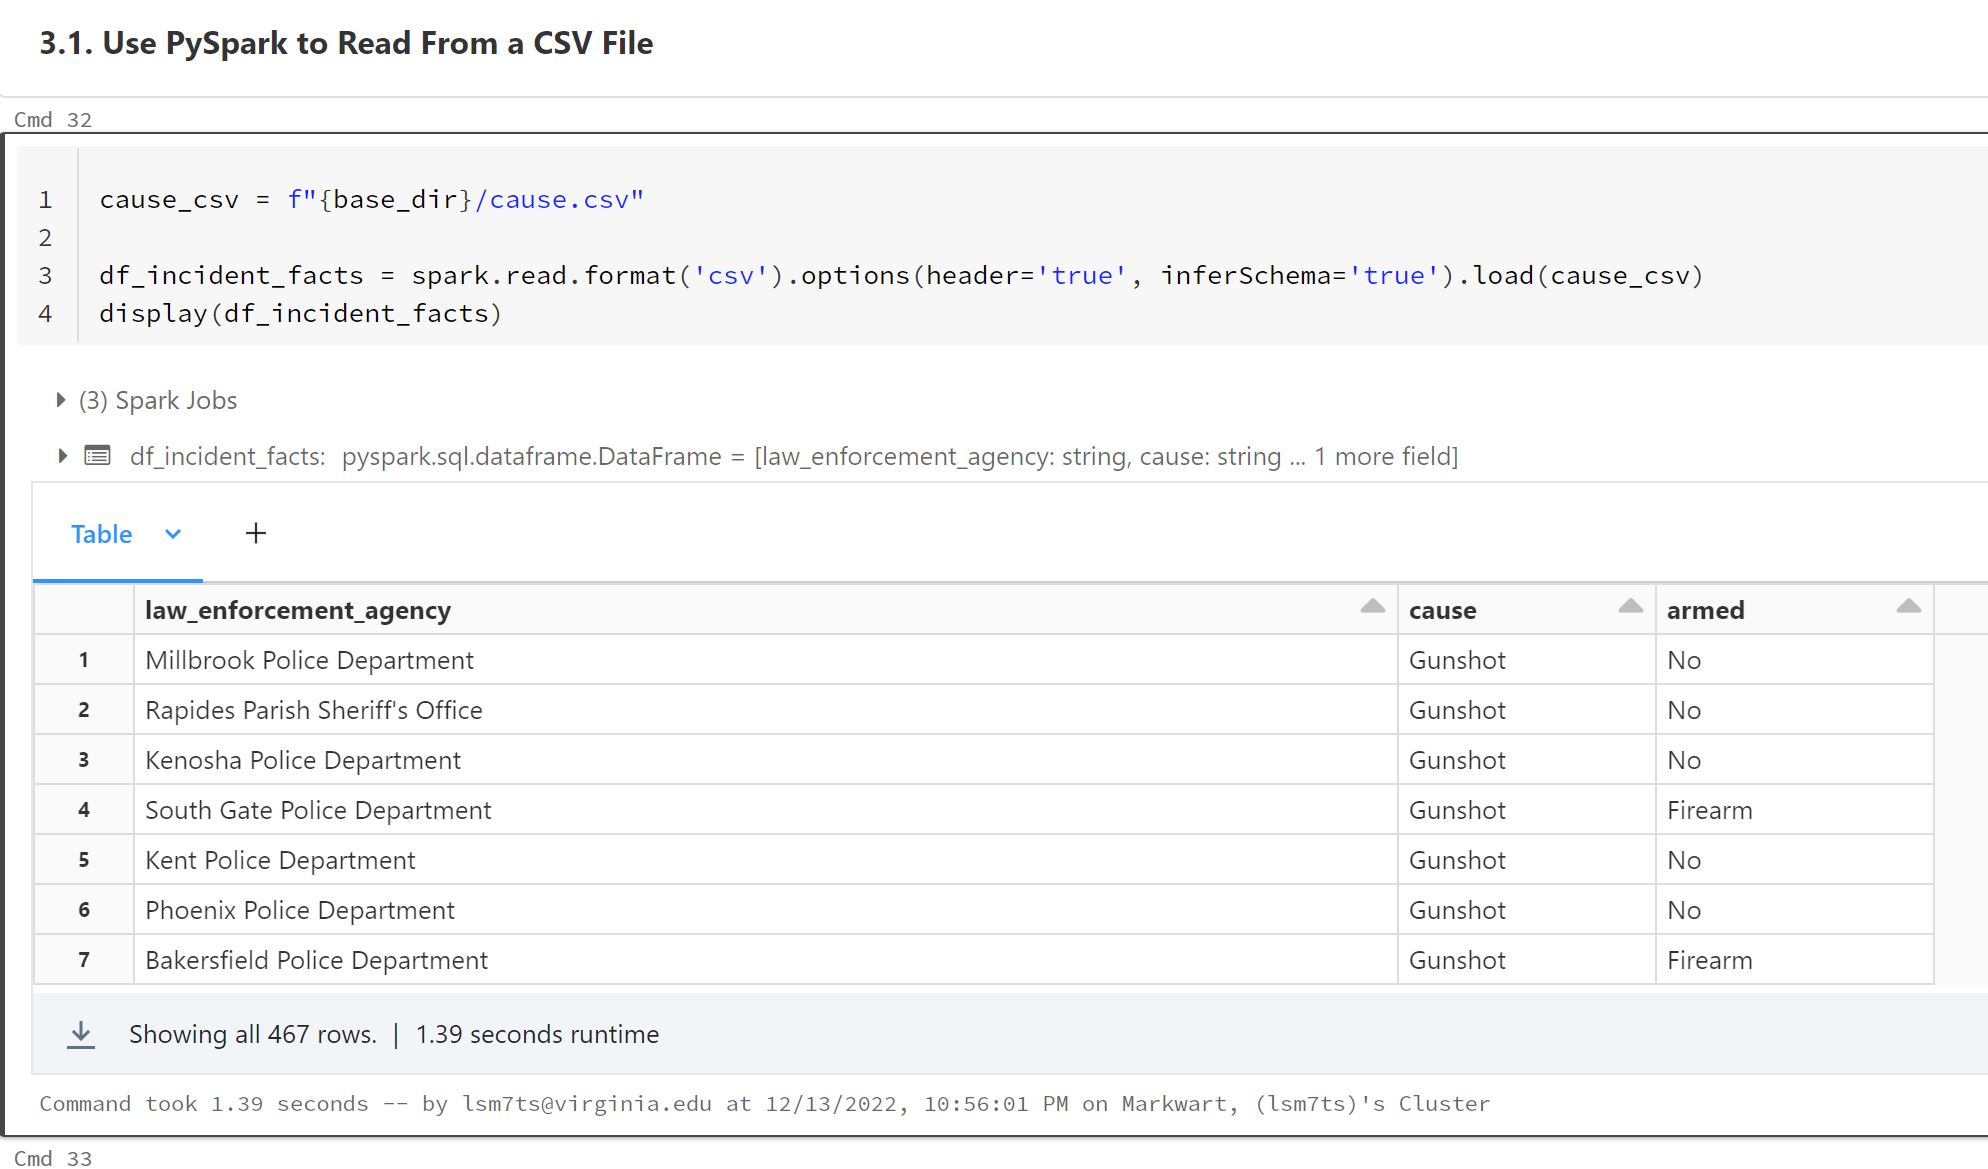 3.1. Use PySpark to Read From a CSV File
Cmd 32
1 cause_csv = f"{base_dir}/cause.csv"
2
3 df_incident_facts = spark.read.format('csv').options(header='true', inferSchema='true').load(cause_csv)
4 display(df_incident_facts)
(3) Spark Jobs
df_incident_facts: pyspark.sql.dataframe.DataFrame = [law_enforcement_agency: string, cause: string ... 1 more field]
Table +
law_enforcement_agency cause armed
1 Millbrook Police Department Gunshot No
2 Rapides Parish Sheriff's Office Gunshot No
3 Kenosha Police Department Gunshot No
4 South Gate Police Department Gunshot Firearm
5 Kent Police Department Gunshot No
6 Phoenix Police Department Gunshot No
7 Bakersfield Police Department Gunshot Firearm
Showing all 467 rows. | 1.39 seconds runtime
Command took 1.39 seconds -- by lsm7ts@virginia.edu at 12/13/2022, 10:56:01 PM on Markwart, (lsm7ts)'s Cluster
Cmd 33